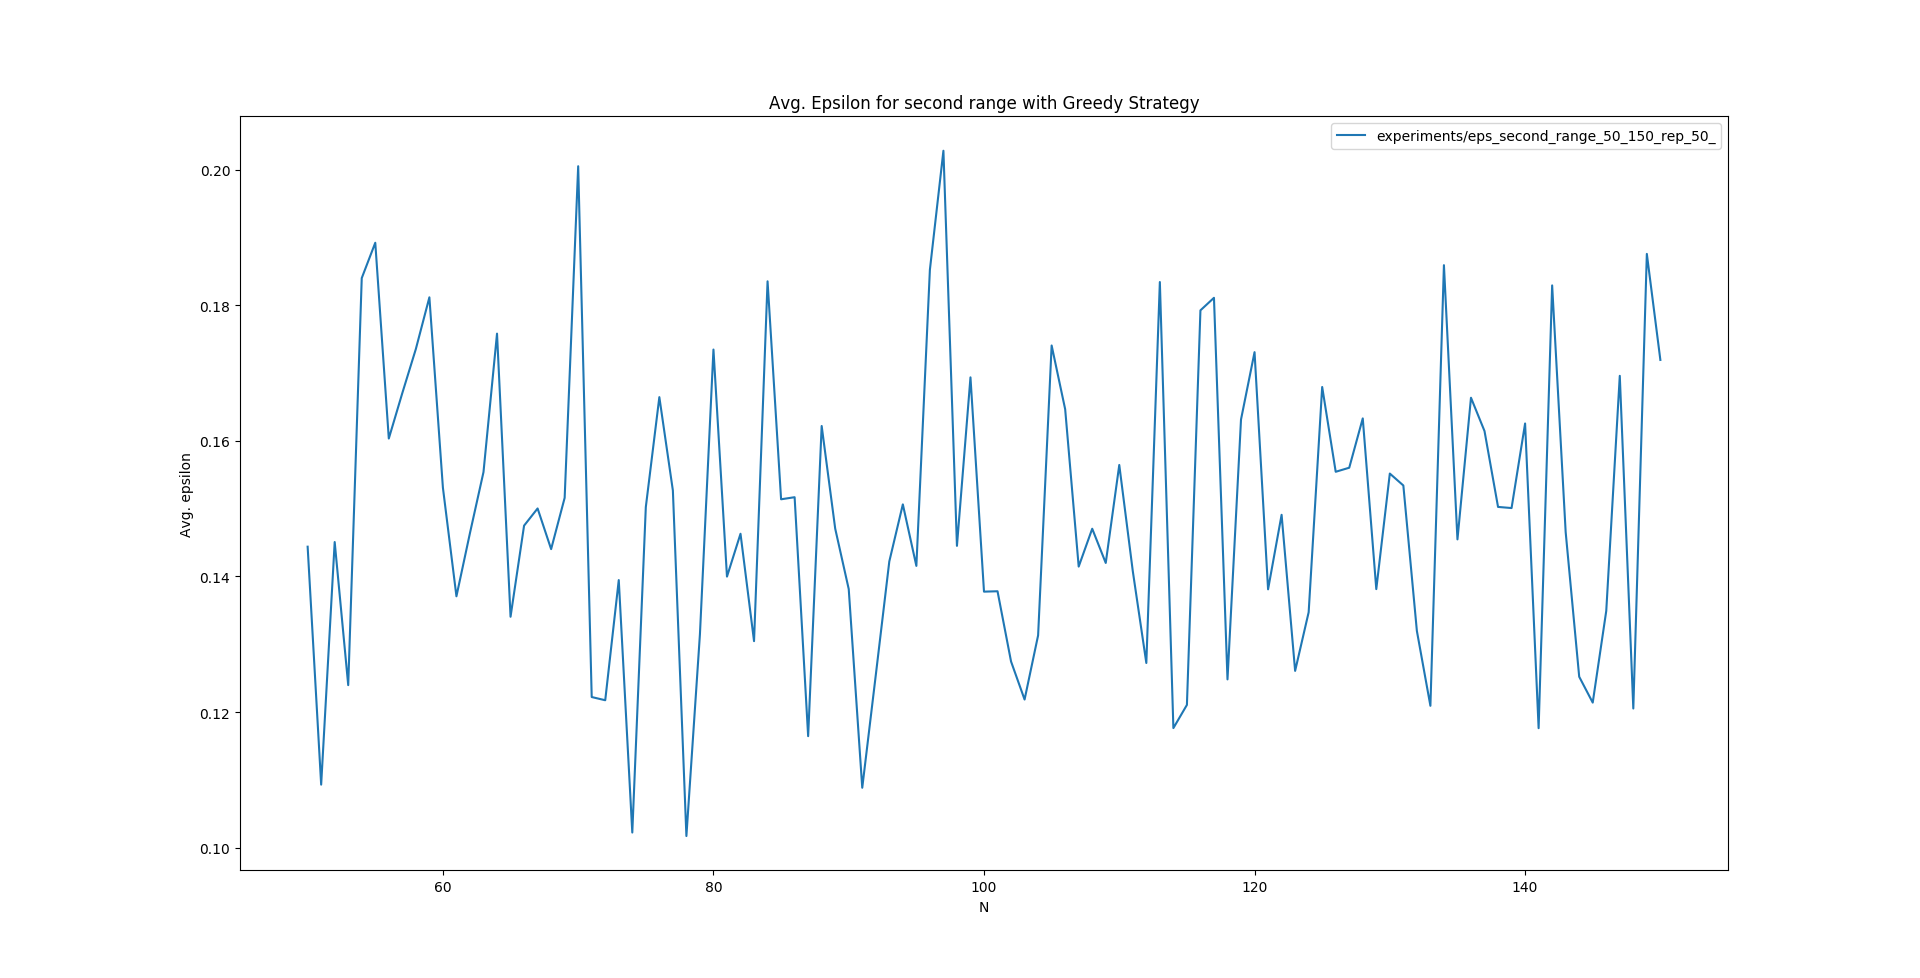 Avg. Epsilon for second range with Greedy Strategy
experiments/eps_second_range_50_150_rep_50_
0.20
0.18
0.16
0.14
0.12
0.10
Avg. epsilon
60 80 100 120 140
N